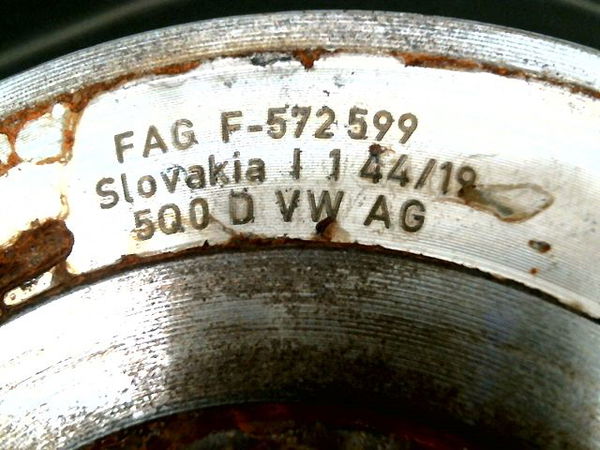 FAG F-572599
Slovakia I 1 44/19
5Q0 D VW AG